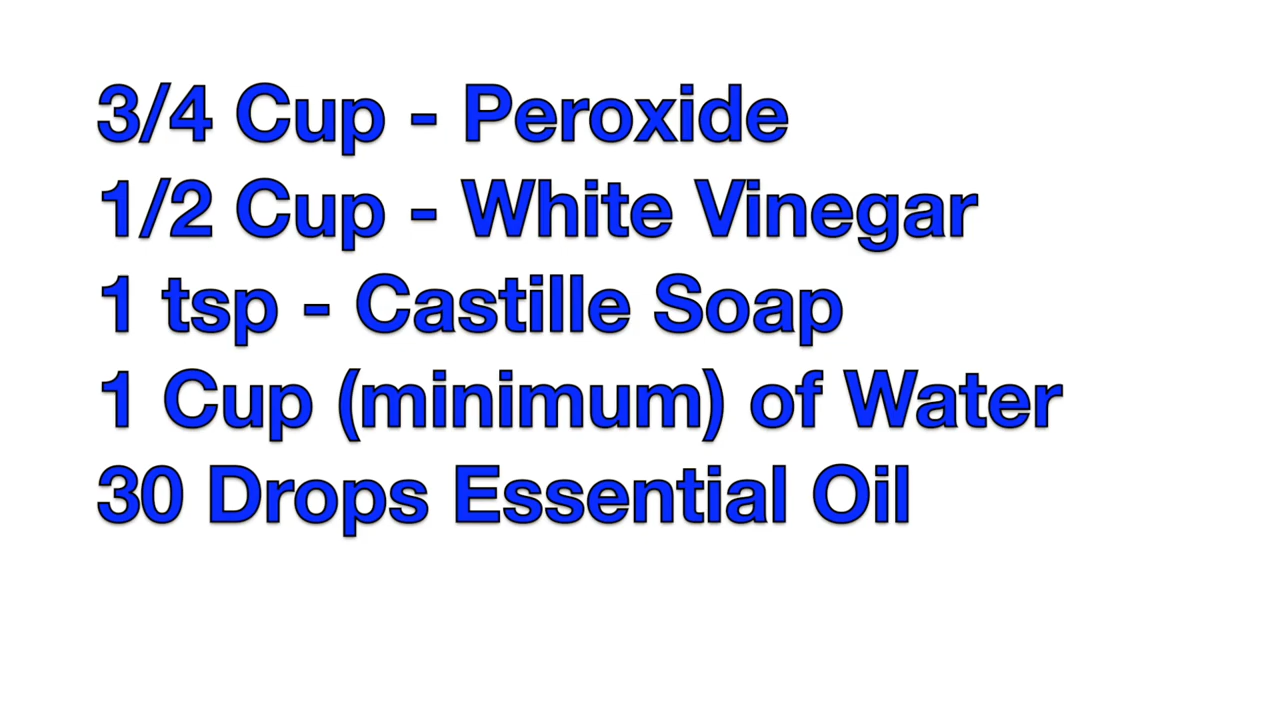 3/4 Cup - Peroxide
1/2 Cup - White Vinegar
1 tsp - Castille Soap
1 Cup (minimum) of Water
30 Drops Essential Oil